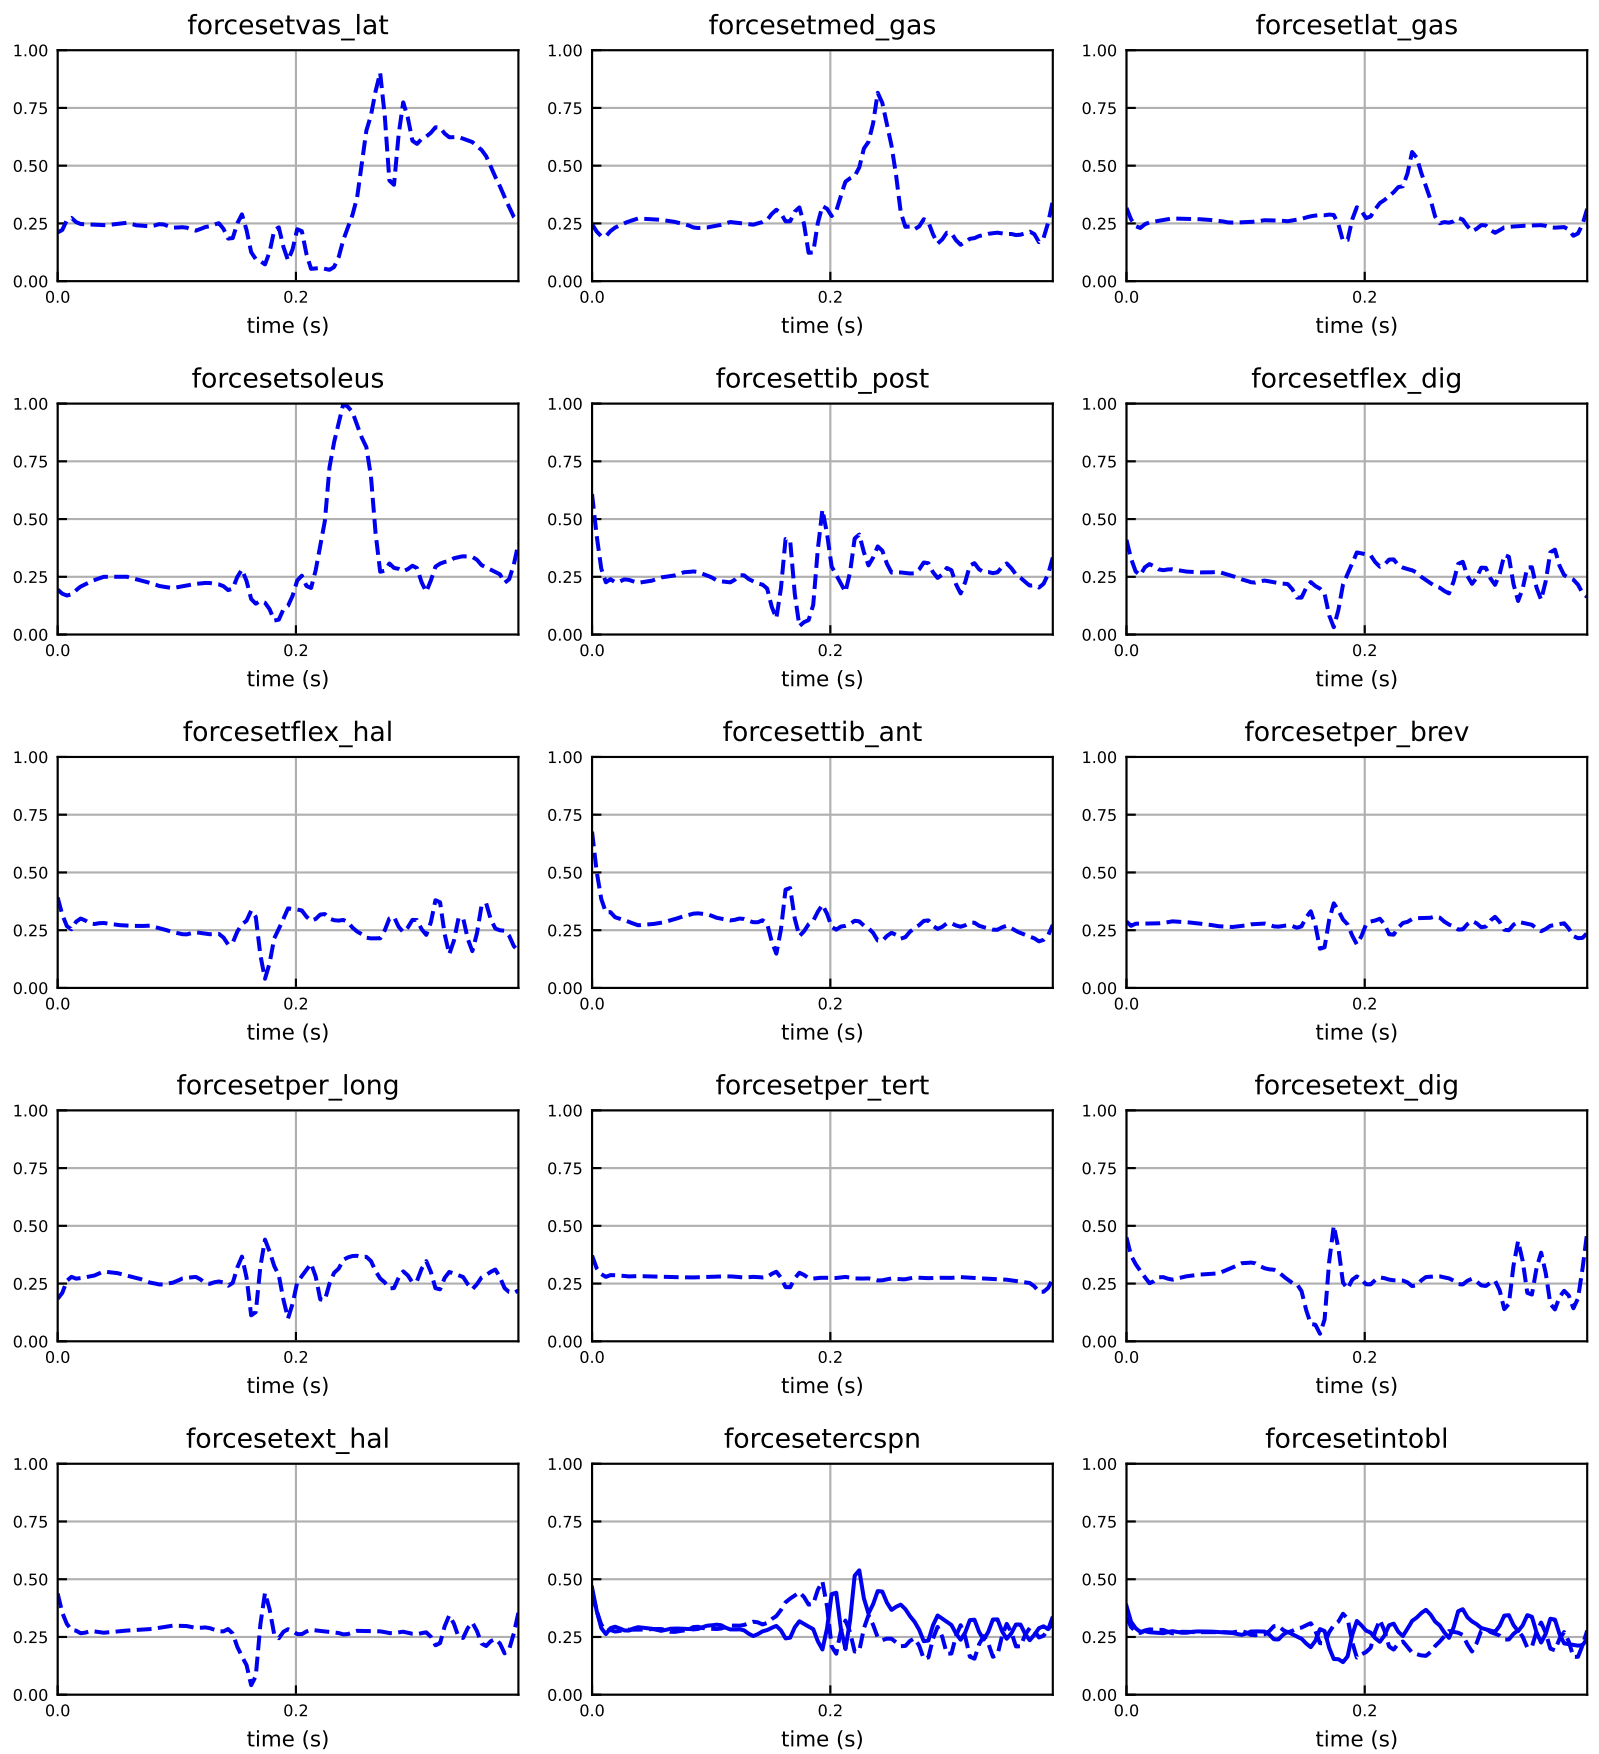 forcesetvas_lat forcesetmed_gas forcesetlat_gas
1.00 1.00 1.00
0.75 0.75 0.75
0.50 0.50 0.50
0.25 0.25 0.25
0.00 0.00 0.00
0.0 0.2 0.0 0.2 0.0 0.2
time (s) time (s) time (s)
forcesetsoleus forcesettib_post forcesetflex_dig
1.00 1.00 1.00
0.75 0.75 0.75
0.50 0.50 0.50
0.25 0.25 0.25
0.00 0.00 0.00
0.0 0.2 0.0 0.2 0.0 0.2
time (s) time (s) time (s)
forcesetflex_hal forcesettib_ant forcesetper_brev
1.00 1.00 1.00
0.75 0.75 0.75
0.50 0.50 0.50
0.25 0.25 0.25
0.00 0.00 0.00
0.0 0.2 0.0 0.2 0.0 0.2
time (s) time (s) time (s)
forcesetper_long forcesetper_tert forcesetext_dig
1.00 1.00 1.00
0.75 0.75 0.75
0.50 0.50 0.50
0.25 0.25 0.25
0.00 0.00 0.00
0.0 0.2 0.0 0.2 0.0 0.2
time (s) time (s) time (s)
forcesetext_hal forcesetercspn forcesetintobl
1.00 1.00 1.00
0.75 0.75 0.75
0.50 0.50 0.50
0.25 0.25 0.25
0.00 0.00 0.00
0.0 0.2 0.0 0.2 0.0 0.2
time (s) time (s) time (s)